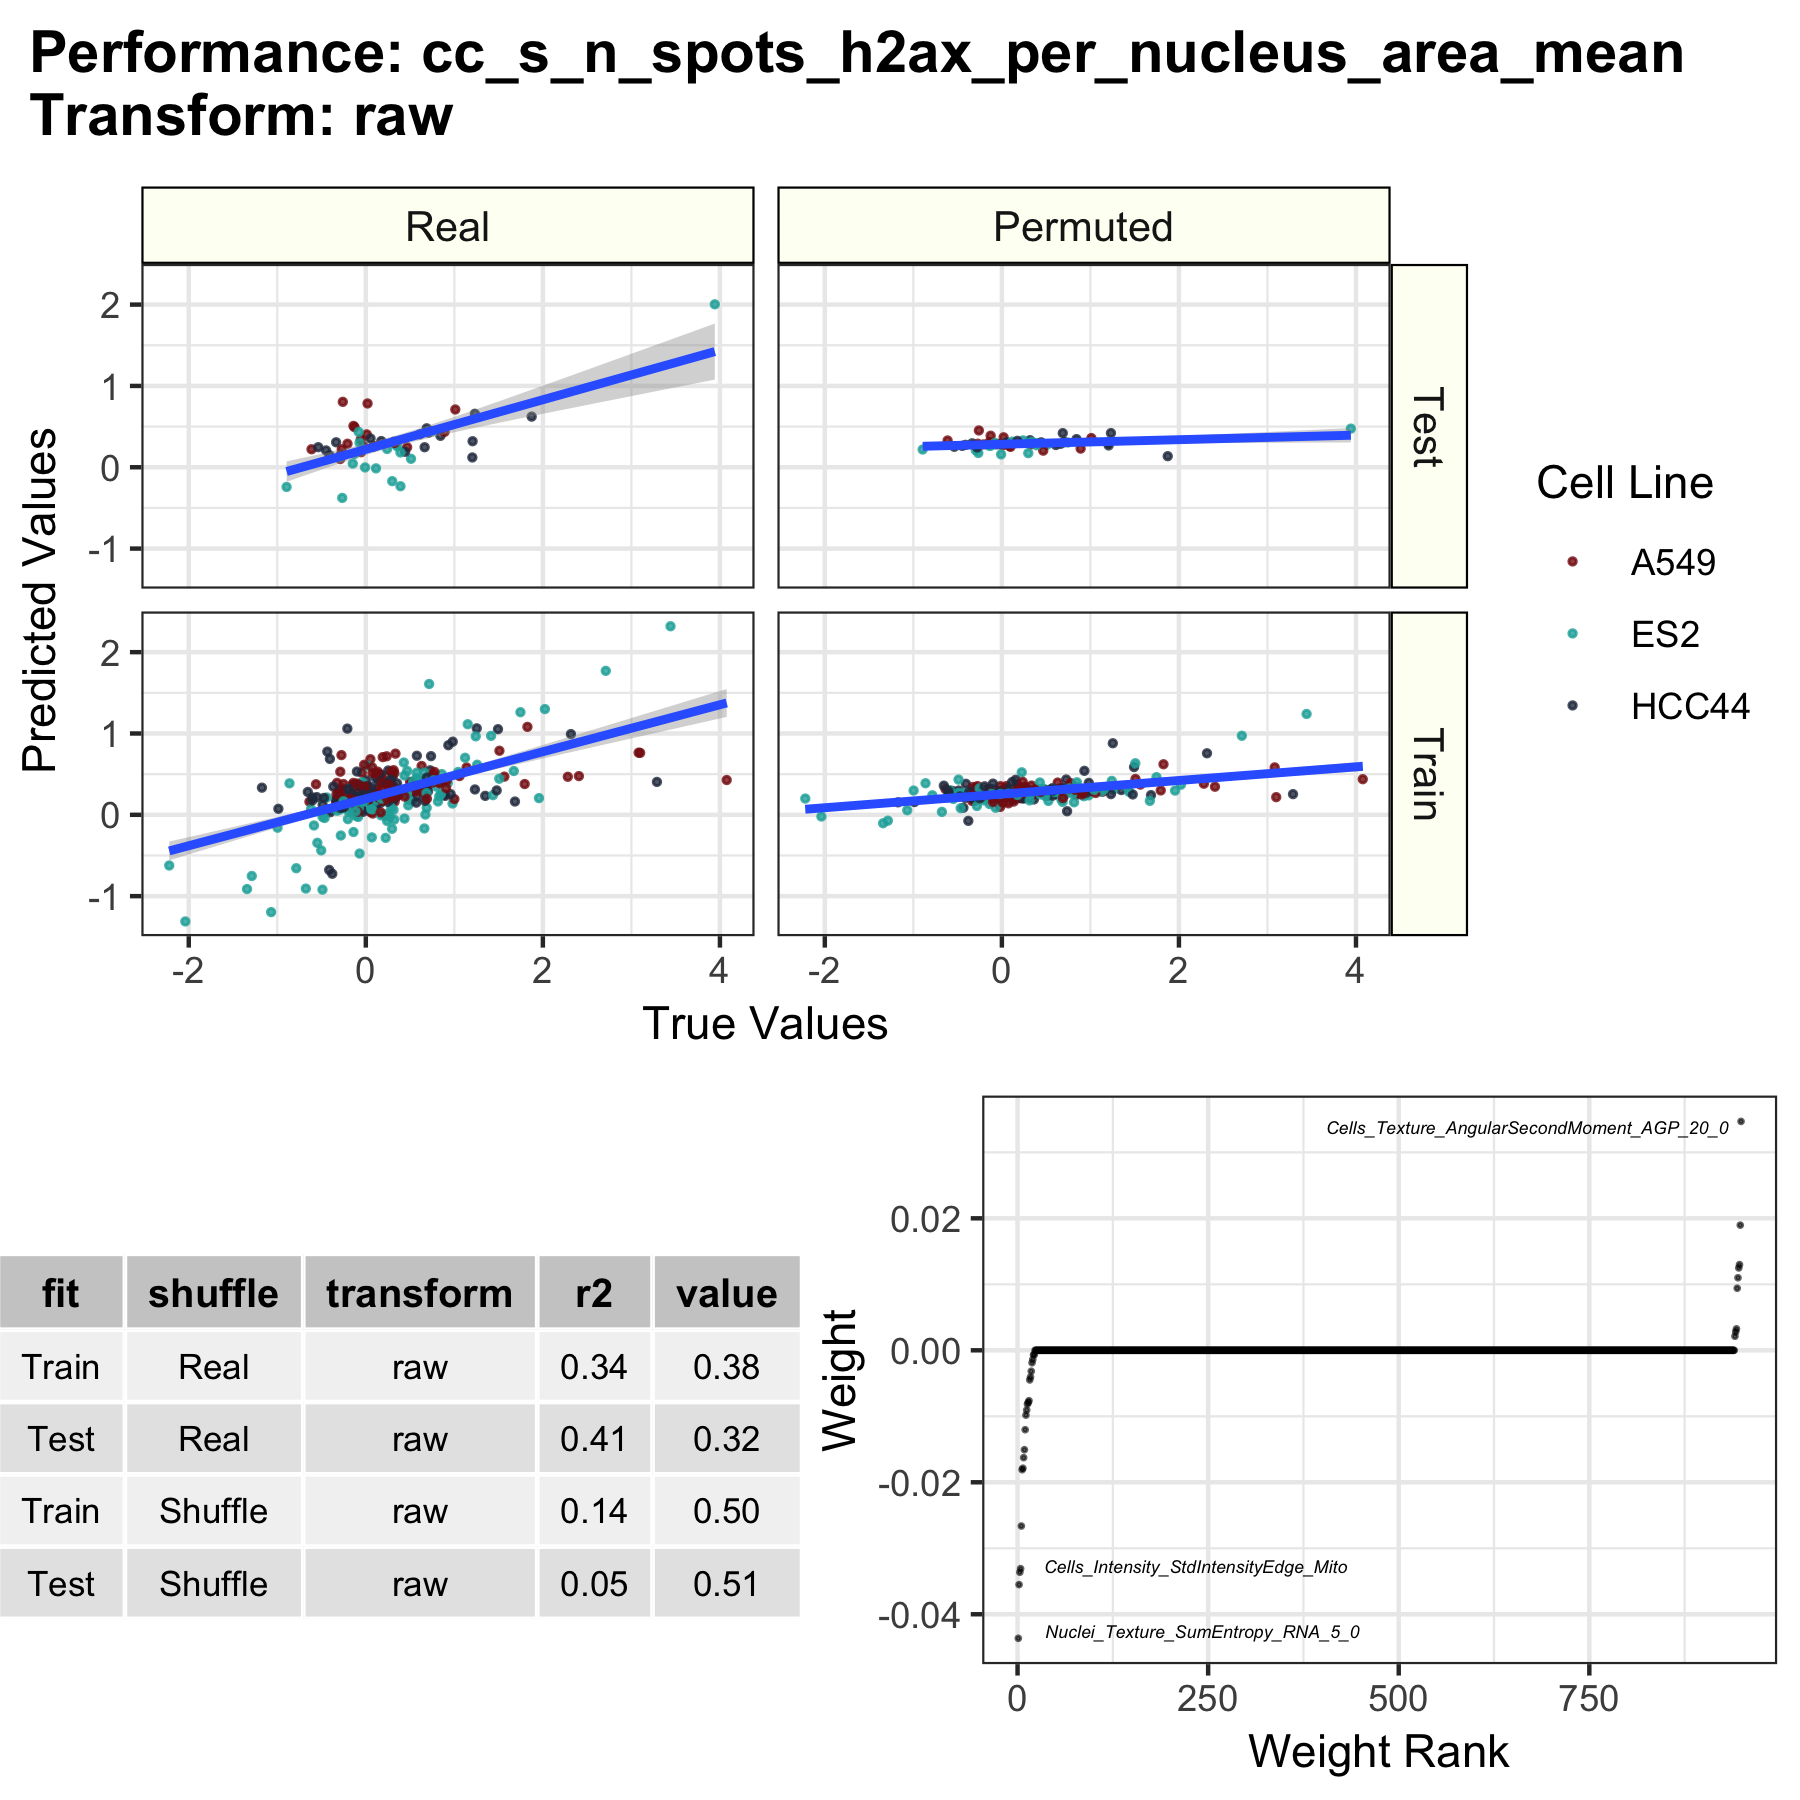 Performance: cc_s_n_spots_h2ax_per_nucleus_area_mean
Transform: raw
Real
Permuted
2
1
0
-1
Test
2
1
0
-1
Train
-2
0
2
4
-2
0
2
4
Predicted Values
True Values
Cell Line
A549
ES2
HCC44
fit shuffle transform r2 value
Train Real raw 0.34 0.38
Test Real raw 0.41 0.32
Train Shuffle raw 0.14 0.50
Test Shuffle raw 0.05 0.51
Weight
0.02
0.00
-0.02
-0.04
Cells_Texture_AngularSecondMoment_AGP_20_0
Cells_Intensity_StdIntensityEdge_Mito
Nuclei_Texture_SumEntropy_RNA_5_0
0
250
500
750
Weight Rank